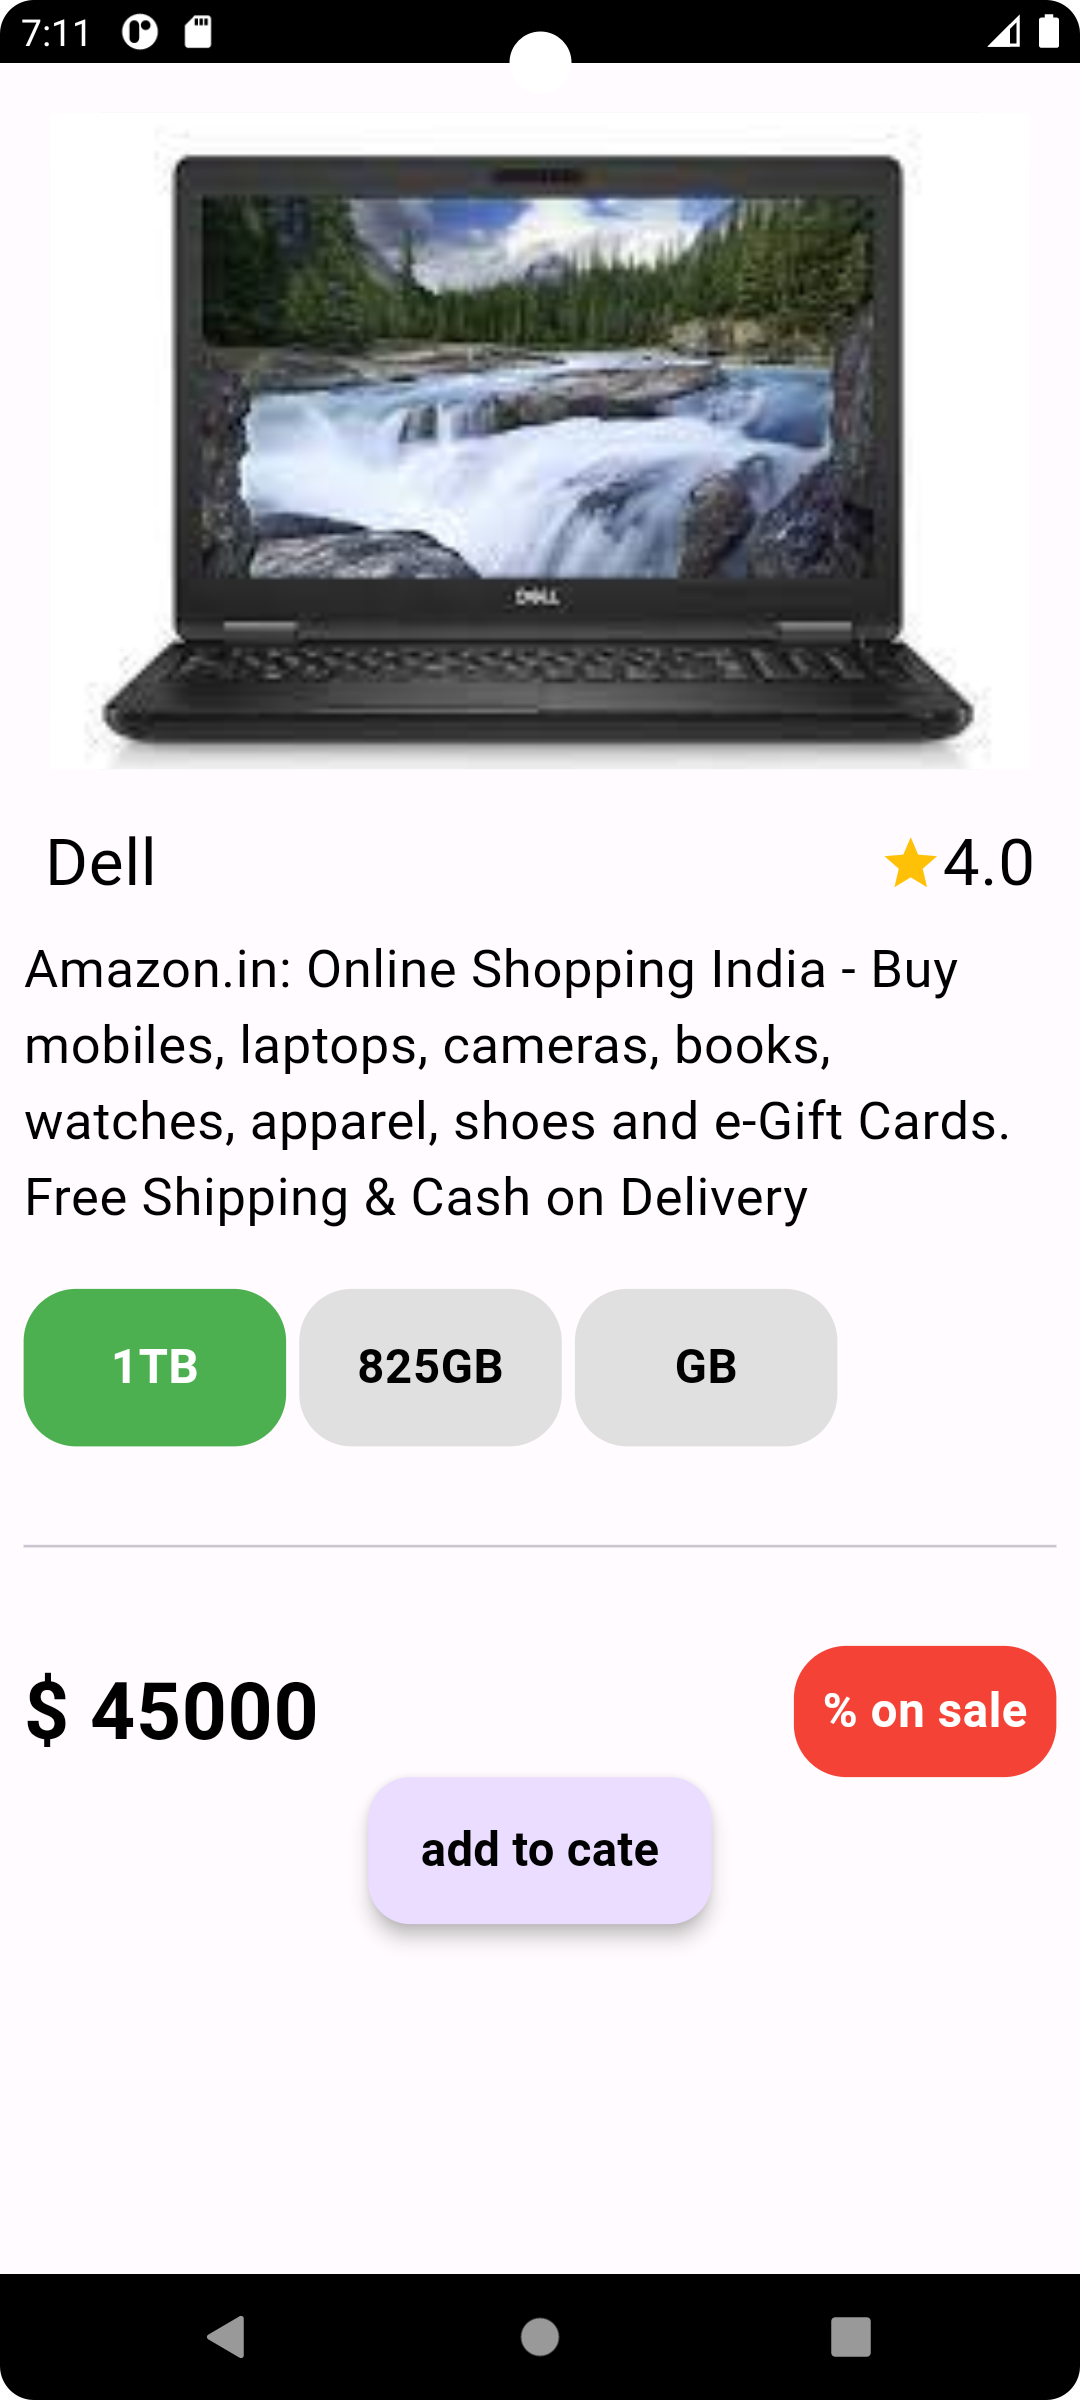 7:11
DELL
Dell
4.0
Amazon.in: Online Shopping India - Buy
mobiles, laptops, cameras, books,
watches, apparel, shoes and e-Gift Cards.
Free Shipping & Cash on Delivery
1TB
825GB
GB
$ 45000
% on sale
add to cate